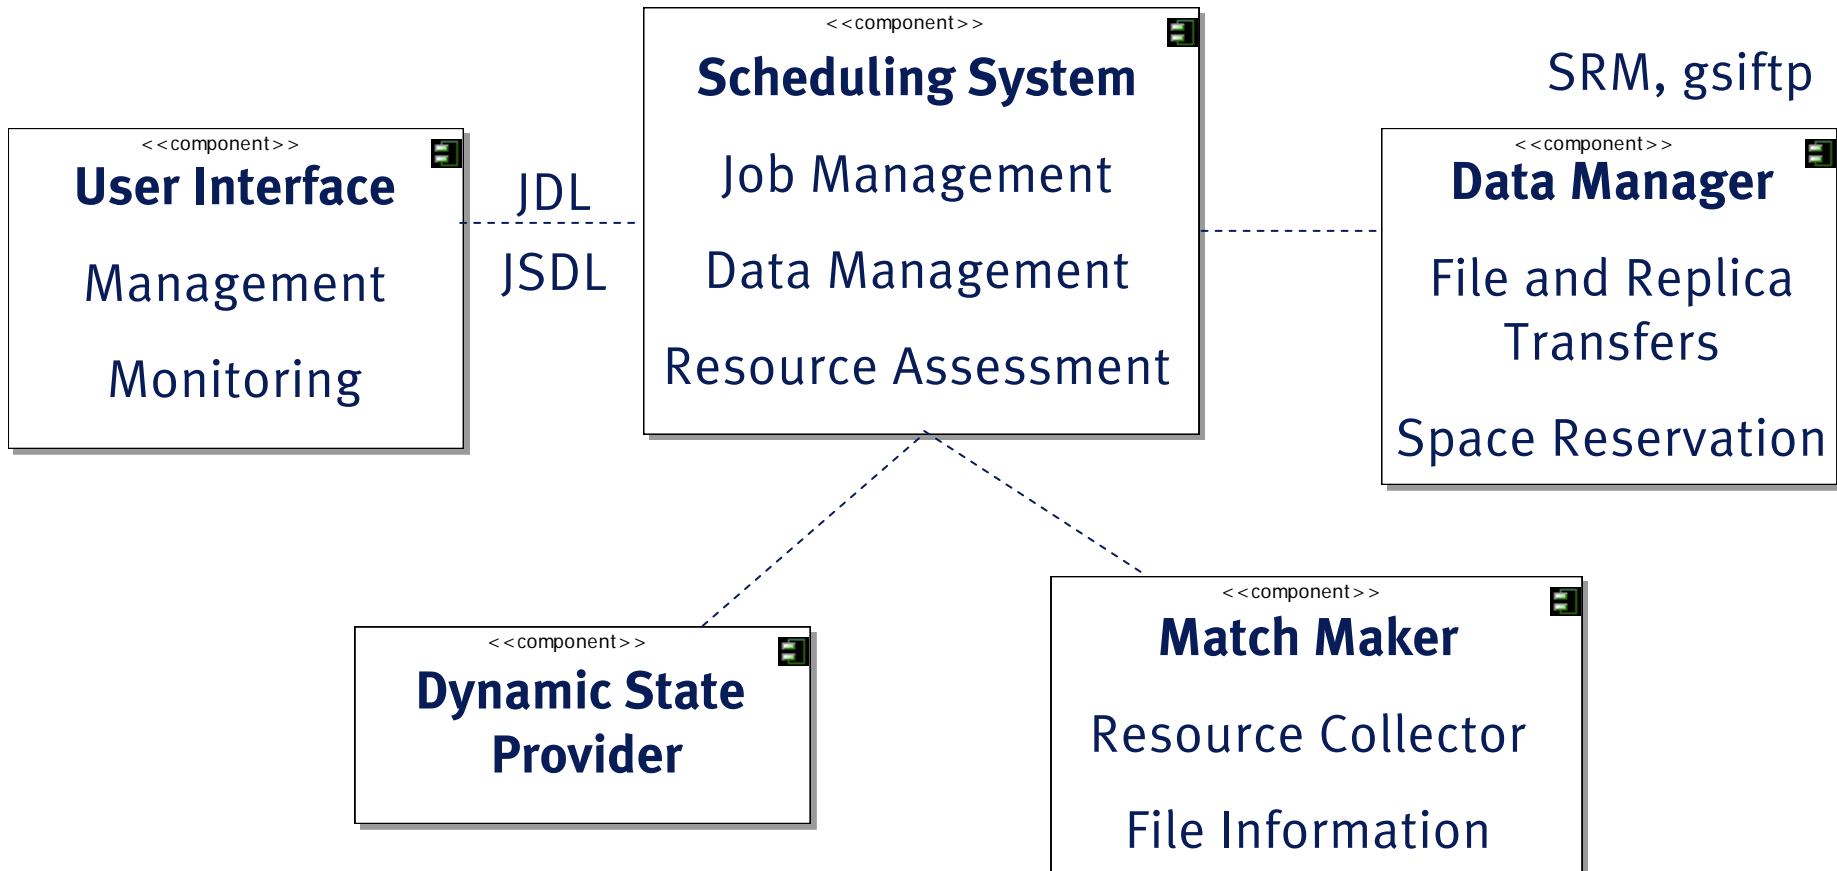 <<component>>
Scheduling System
Job Management
Data Management
Resource Assessment
SRM, gsiftp
<<component>>
User Interface
Management
Monitoring
JDL
JSDL
<<component>>
Data Manager
File and Replica
Transfers
Space Reservation
<<component>>
Dynamic State
Provider
<<component>>
Match Maker
Resource Collector
File Information